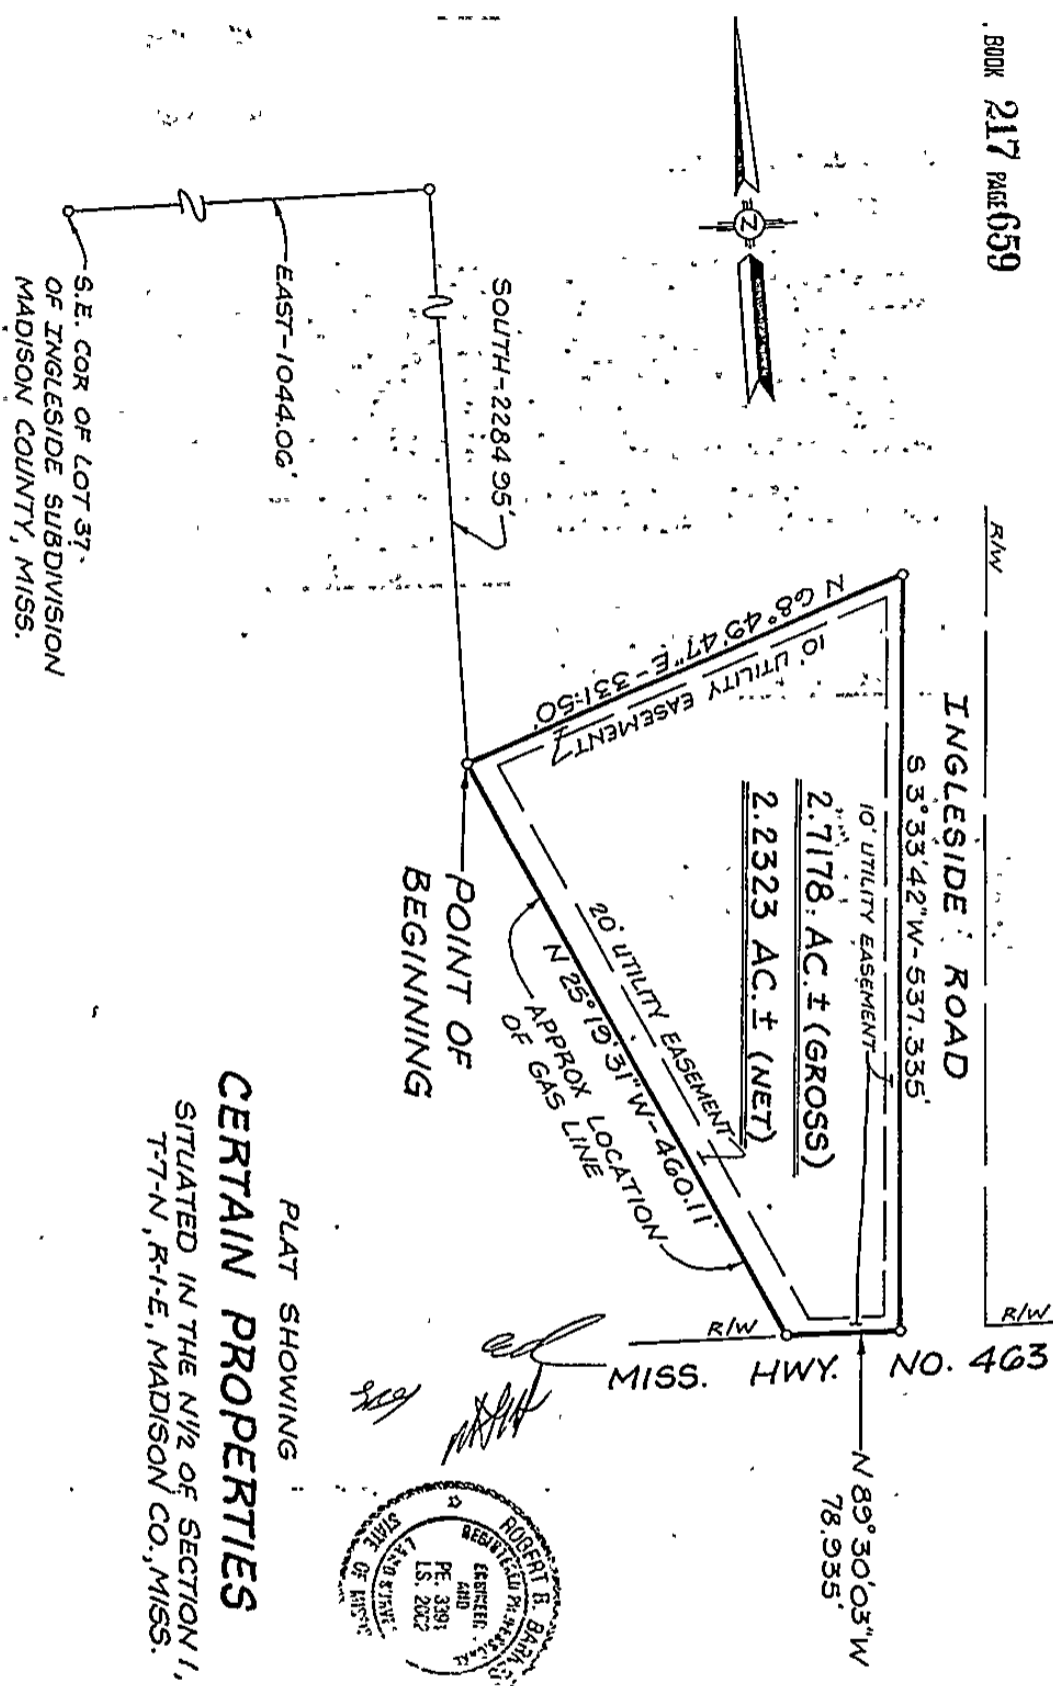 BOOK 217 PAGE 659
R/W
INGLESIDE ROAD
S 3°33'42"W-537.335'
10' UTILITY EASEMENT
2.7178 AC.± (GROSS)
2.2323 AC.± (NET)
N 68°49'47"E-331.50'
10' UTILITY EASEMENT
20' UTILITY EASEMENT
N 25°19'31"W-460.11'
APPROX LOCATION
OF GAS LINE
POINT OF
BEGINNING
SOUTH-2284.95'
EAST-1044.06'
S.E. COR OF LOT 37
OF INGLESIDE SUBDIVISION
MADISON COUNTY, MISS.
R/W
R/W
MISS. HWY. NO. 463
N 89°30'03"W
78.935'
PLAT SHOWING
CERTAIN PROPERTIES
SITUATED IN THE N1/2 OF SECTION 1,
T-7-N, R-1-E, MADISON CO., MISS.
ROBERT R.
REGISTERED
ENGINEER
AND
PE. 3391
LS. 2002
STATE OF
N